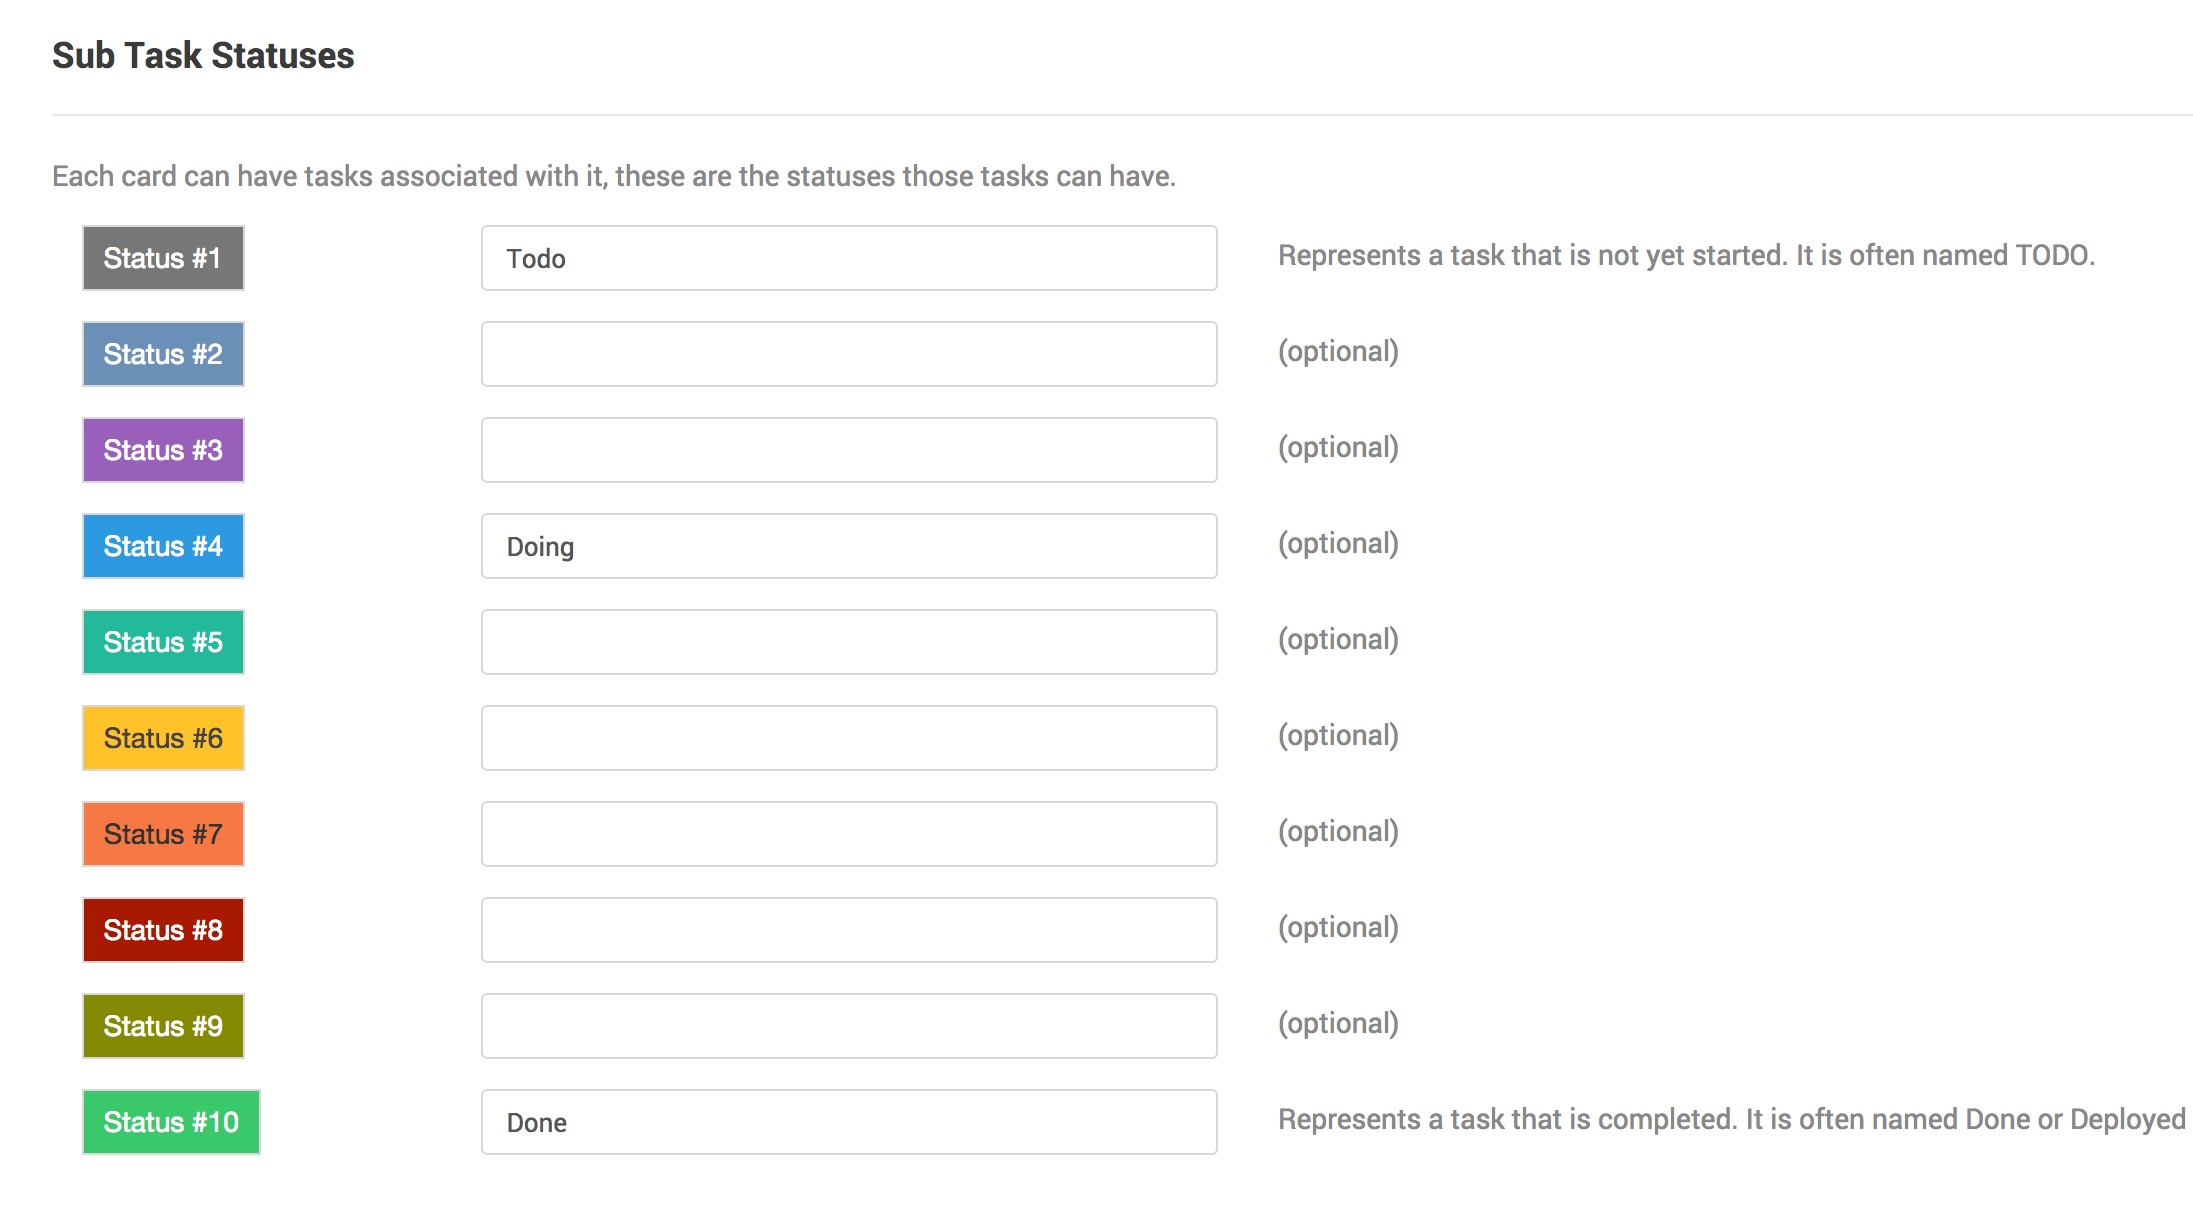 Sub Task Statuses
Each card can have tasks associated with it, these are the statuses those tasks can have.
Status #1 Todo Represents a task that is not yet started. It is often named TODO.
Status #2 (optional)
Status #3 (optional)
Status #4 Doing (optional)
Status #5 (optional)
Status #6 (optional)
Status #7 (optional)
Status #8 (optional)
Status #9 (optional)
Status #10 Done Represents a task that is completed. It is often named Done or Deployed